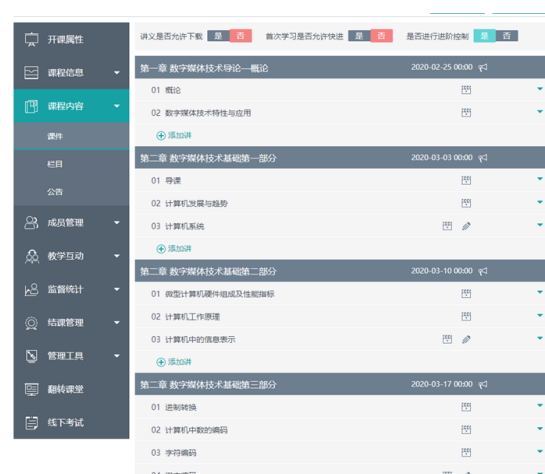 讲义是否允许下载 是 否 首次学习是否允许快进 是 否 是否进行进阶控制 是 否
开课属性
课程信息
课程内容
课件
栏目
公告
成员管理
教学互动
监督统计
结课管理
管理工具
翻转课堂
线下考试
第一章 数字媒体技术导论—概论 2020-02-25 00:00
01 概论
02 数字媒体技术特性与应用
添加讲
第二章 数字媒体技术基础第一部分 2020-03-03 00:00
01 导课
02 计算机发展与趋势
03 计算机系统
添加讲
第二章 数字媒体技术基础第二部分 2020-03-10 00:00
01 微型计算机硬件组成及性能指标
02 计算机工作原理
03 计算机中的信息表示
添加讲
第二章 数字媒体技术基础第三部分 2020-03-17 00:00
01 进制转换
02 计算机中数的编码
03 字符编码